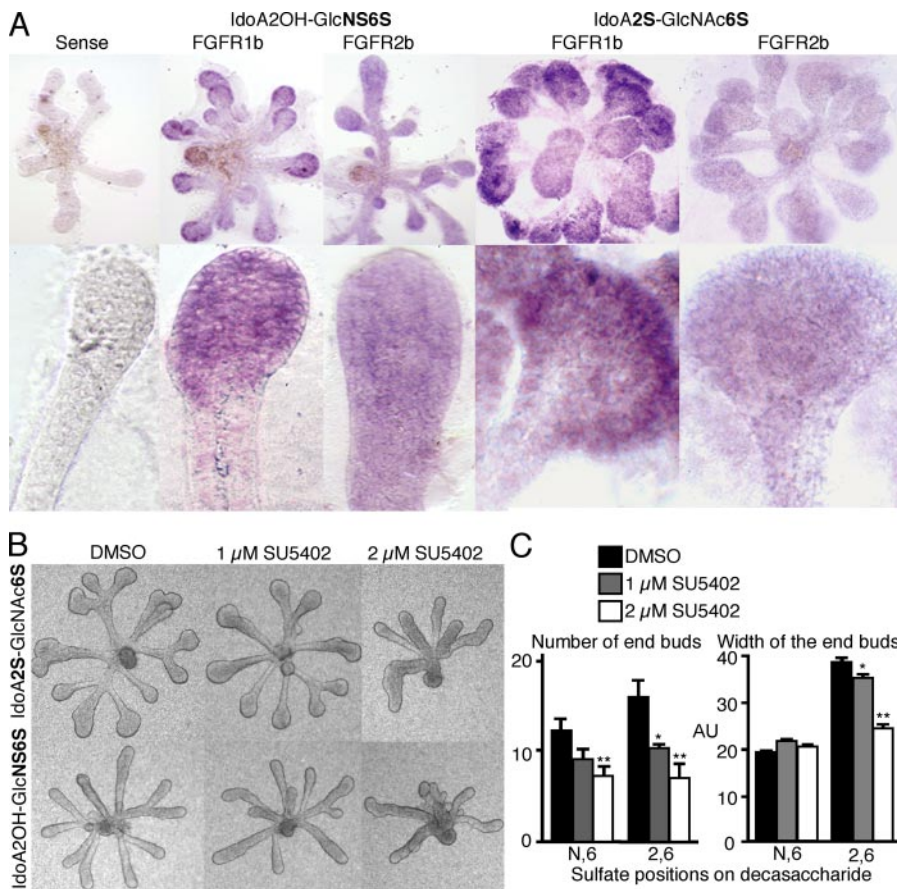 A
IdoA2OH-GlcNS6S
IdoA2S-GlcNAc6S
Sense
FGFR1b
FGFR2b
FGFR1b
FGFR2b
B
DMSO
1 µM SU5402
2 µM SU5402
IdoA2S-GlcNAc6S
IdoA2OH-GlcNS6S
C
DMSO
1 µM SU5402
2 µM SU5402
Number of end buds
20
10
0
**
*
**
N,6
2,6
Width of the end buds
40
AU
20
0
*
**
N,6
2,6
Sulfate positions on decasaccharide